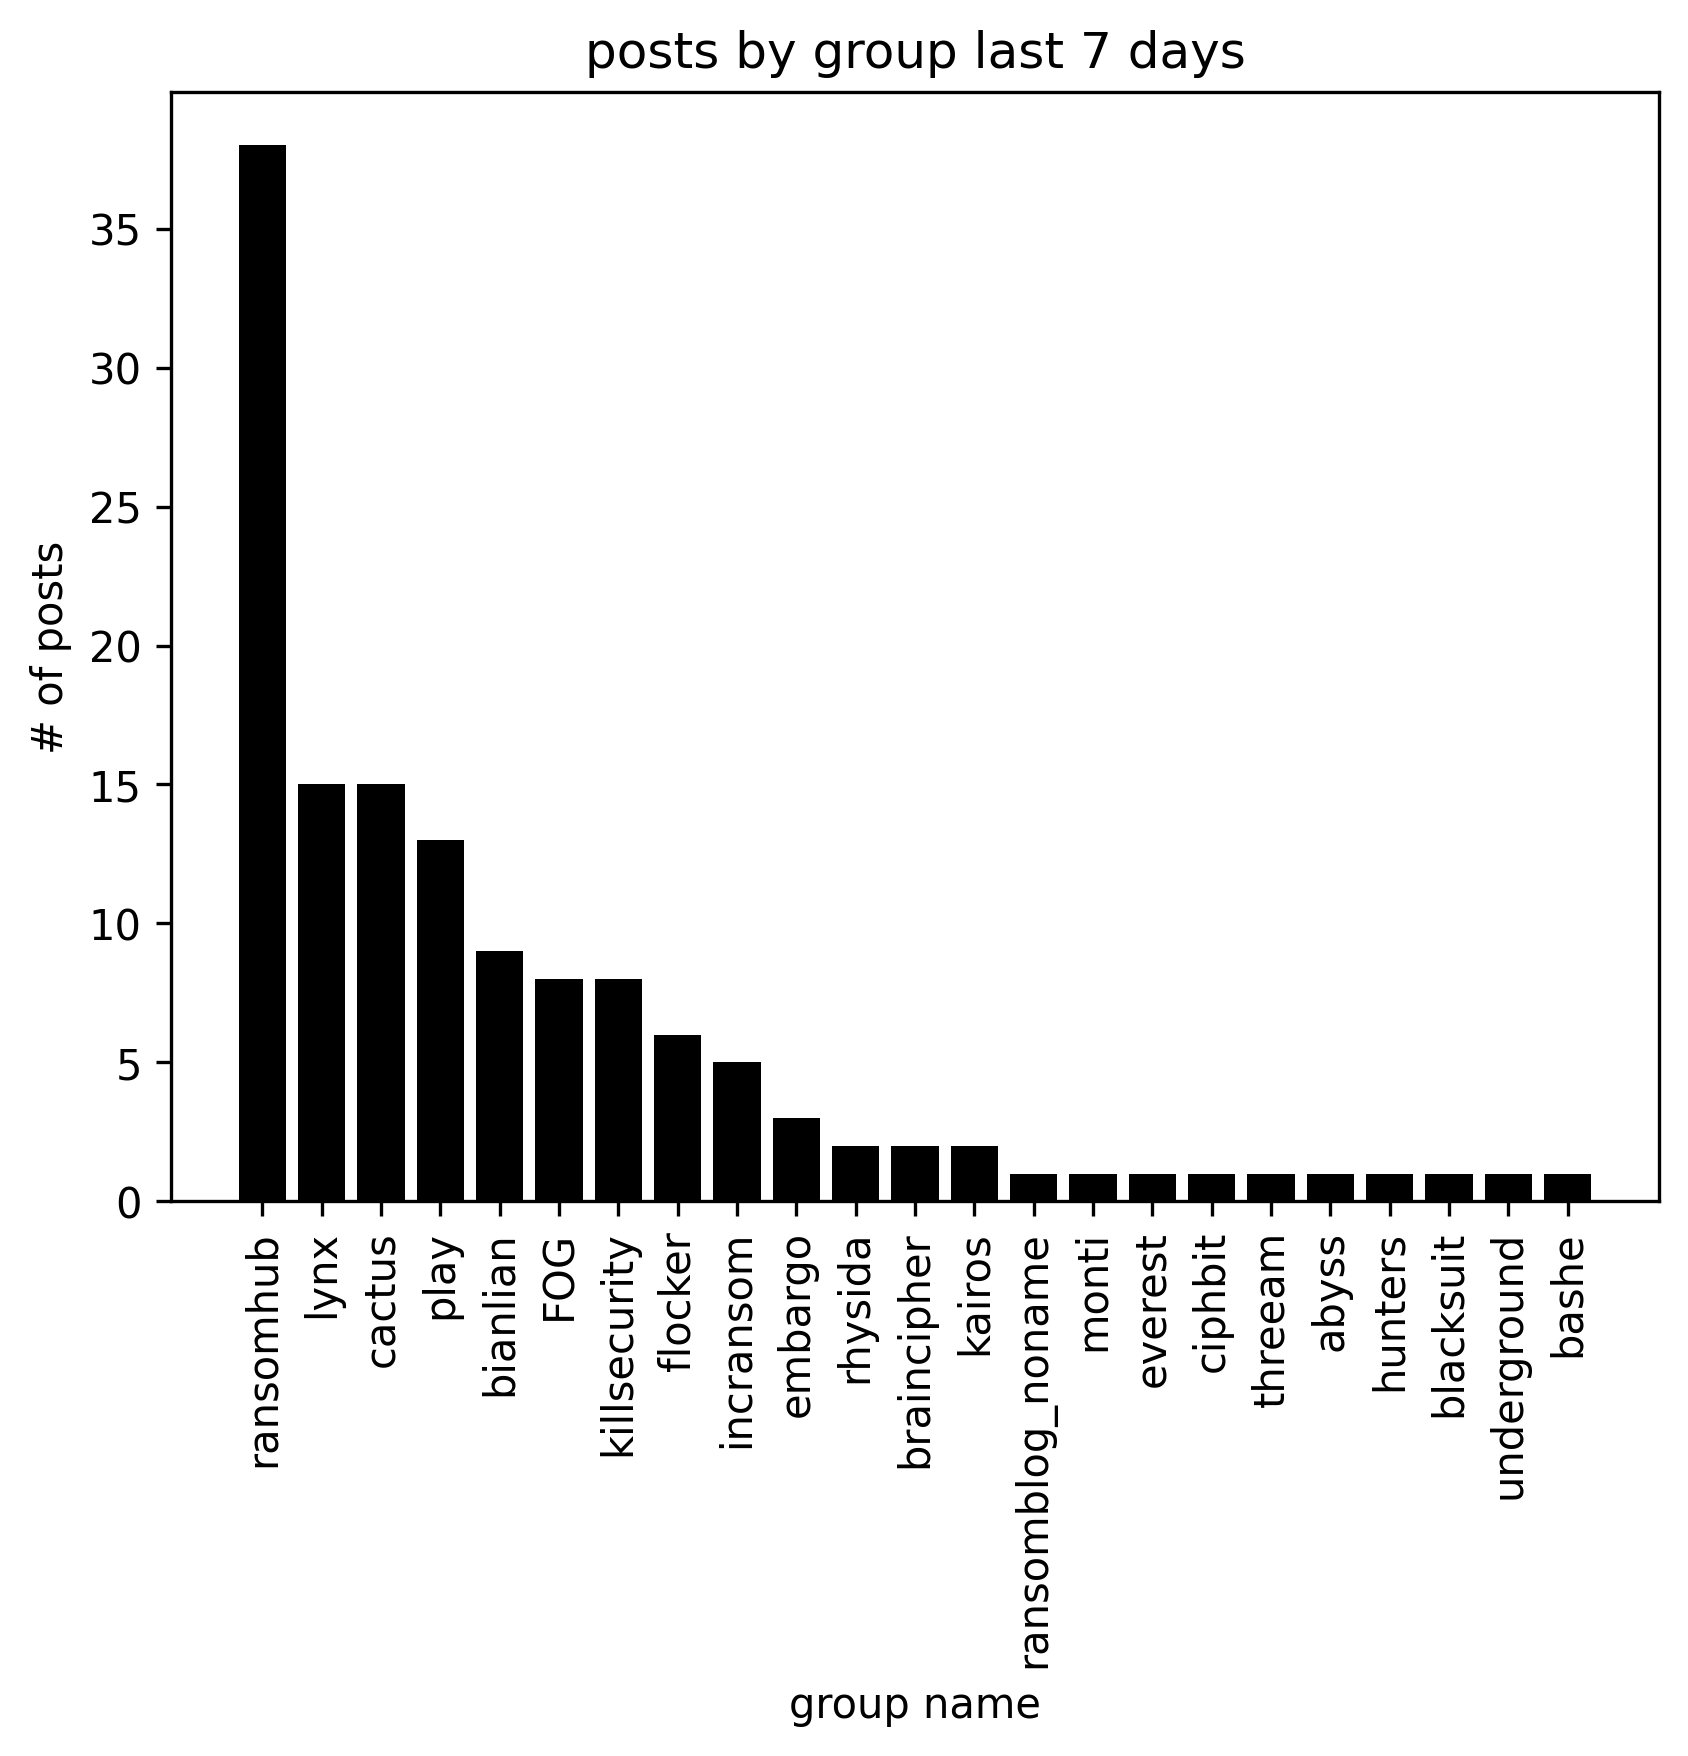 posts by group last 7 days
# of posts
35
30
25
20
15
10
5
0
ransomhub
lynx
cactus
play
bianlian
FOG
killsecurity
flocker
incransom
embargo
rhysida
braincipher
kairos
ransomblog_noname
monti
everest
ciphbit
threeam
abyss
hunters
blacksuit
underground
bashe
group name